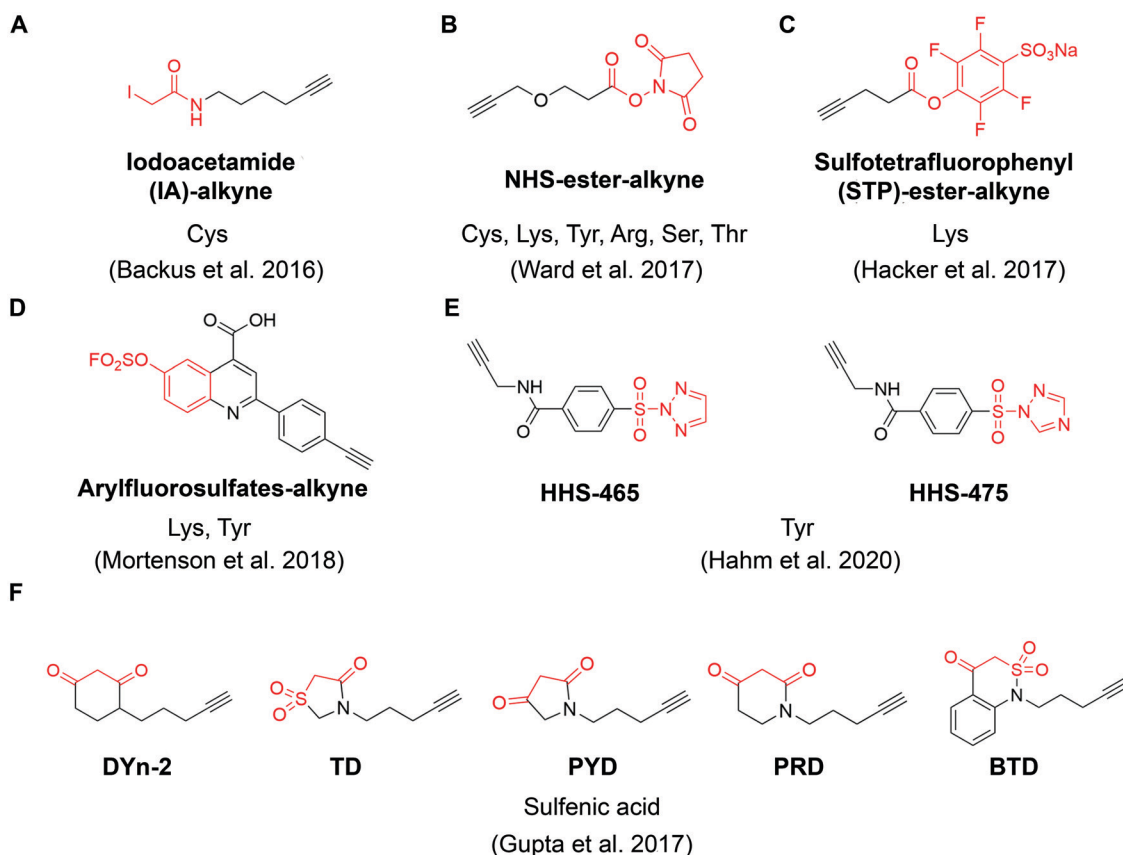 A
I
O
N
H
Iodoacetamide
(IA)-alkyne
Cys
(Backus et al. 2016)
B
O
O
O
N
O
O
NHS-ester-alkyne
Cys, Lys, Tyr, Arg, Ser, Thr
(Ward et al. 2017)
C
F
F
SO3Na
O
O
F
F
Sulfotetrafluorophenyl
(STP)-ester-alkyne
Lys
(Hacker et al. 2017)
D
O
OH
FO2SO
N
Arylfluorosulfates-alkyne
Lys, Tyr
(Mortenson et al. 2018)
E
NH
O
O
S
O
N
N
N
HHS-465
NH
O
O
S
O
N
N
N
HHS-475
Tyr
(Hahm et al. 2020)
F
O
O
DYn-2
O
O
S
O
N
TD
O
O
N
PYD
O
O
N
PRD
O
O
S
O
N
BTD
Sulfenic acid
(Gupta et al. 2017)